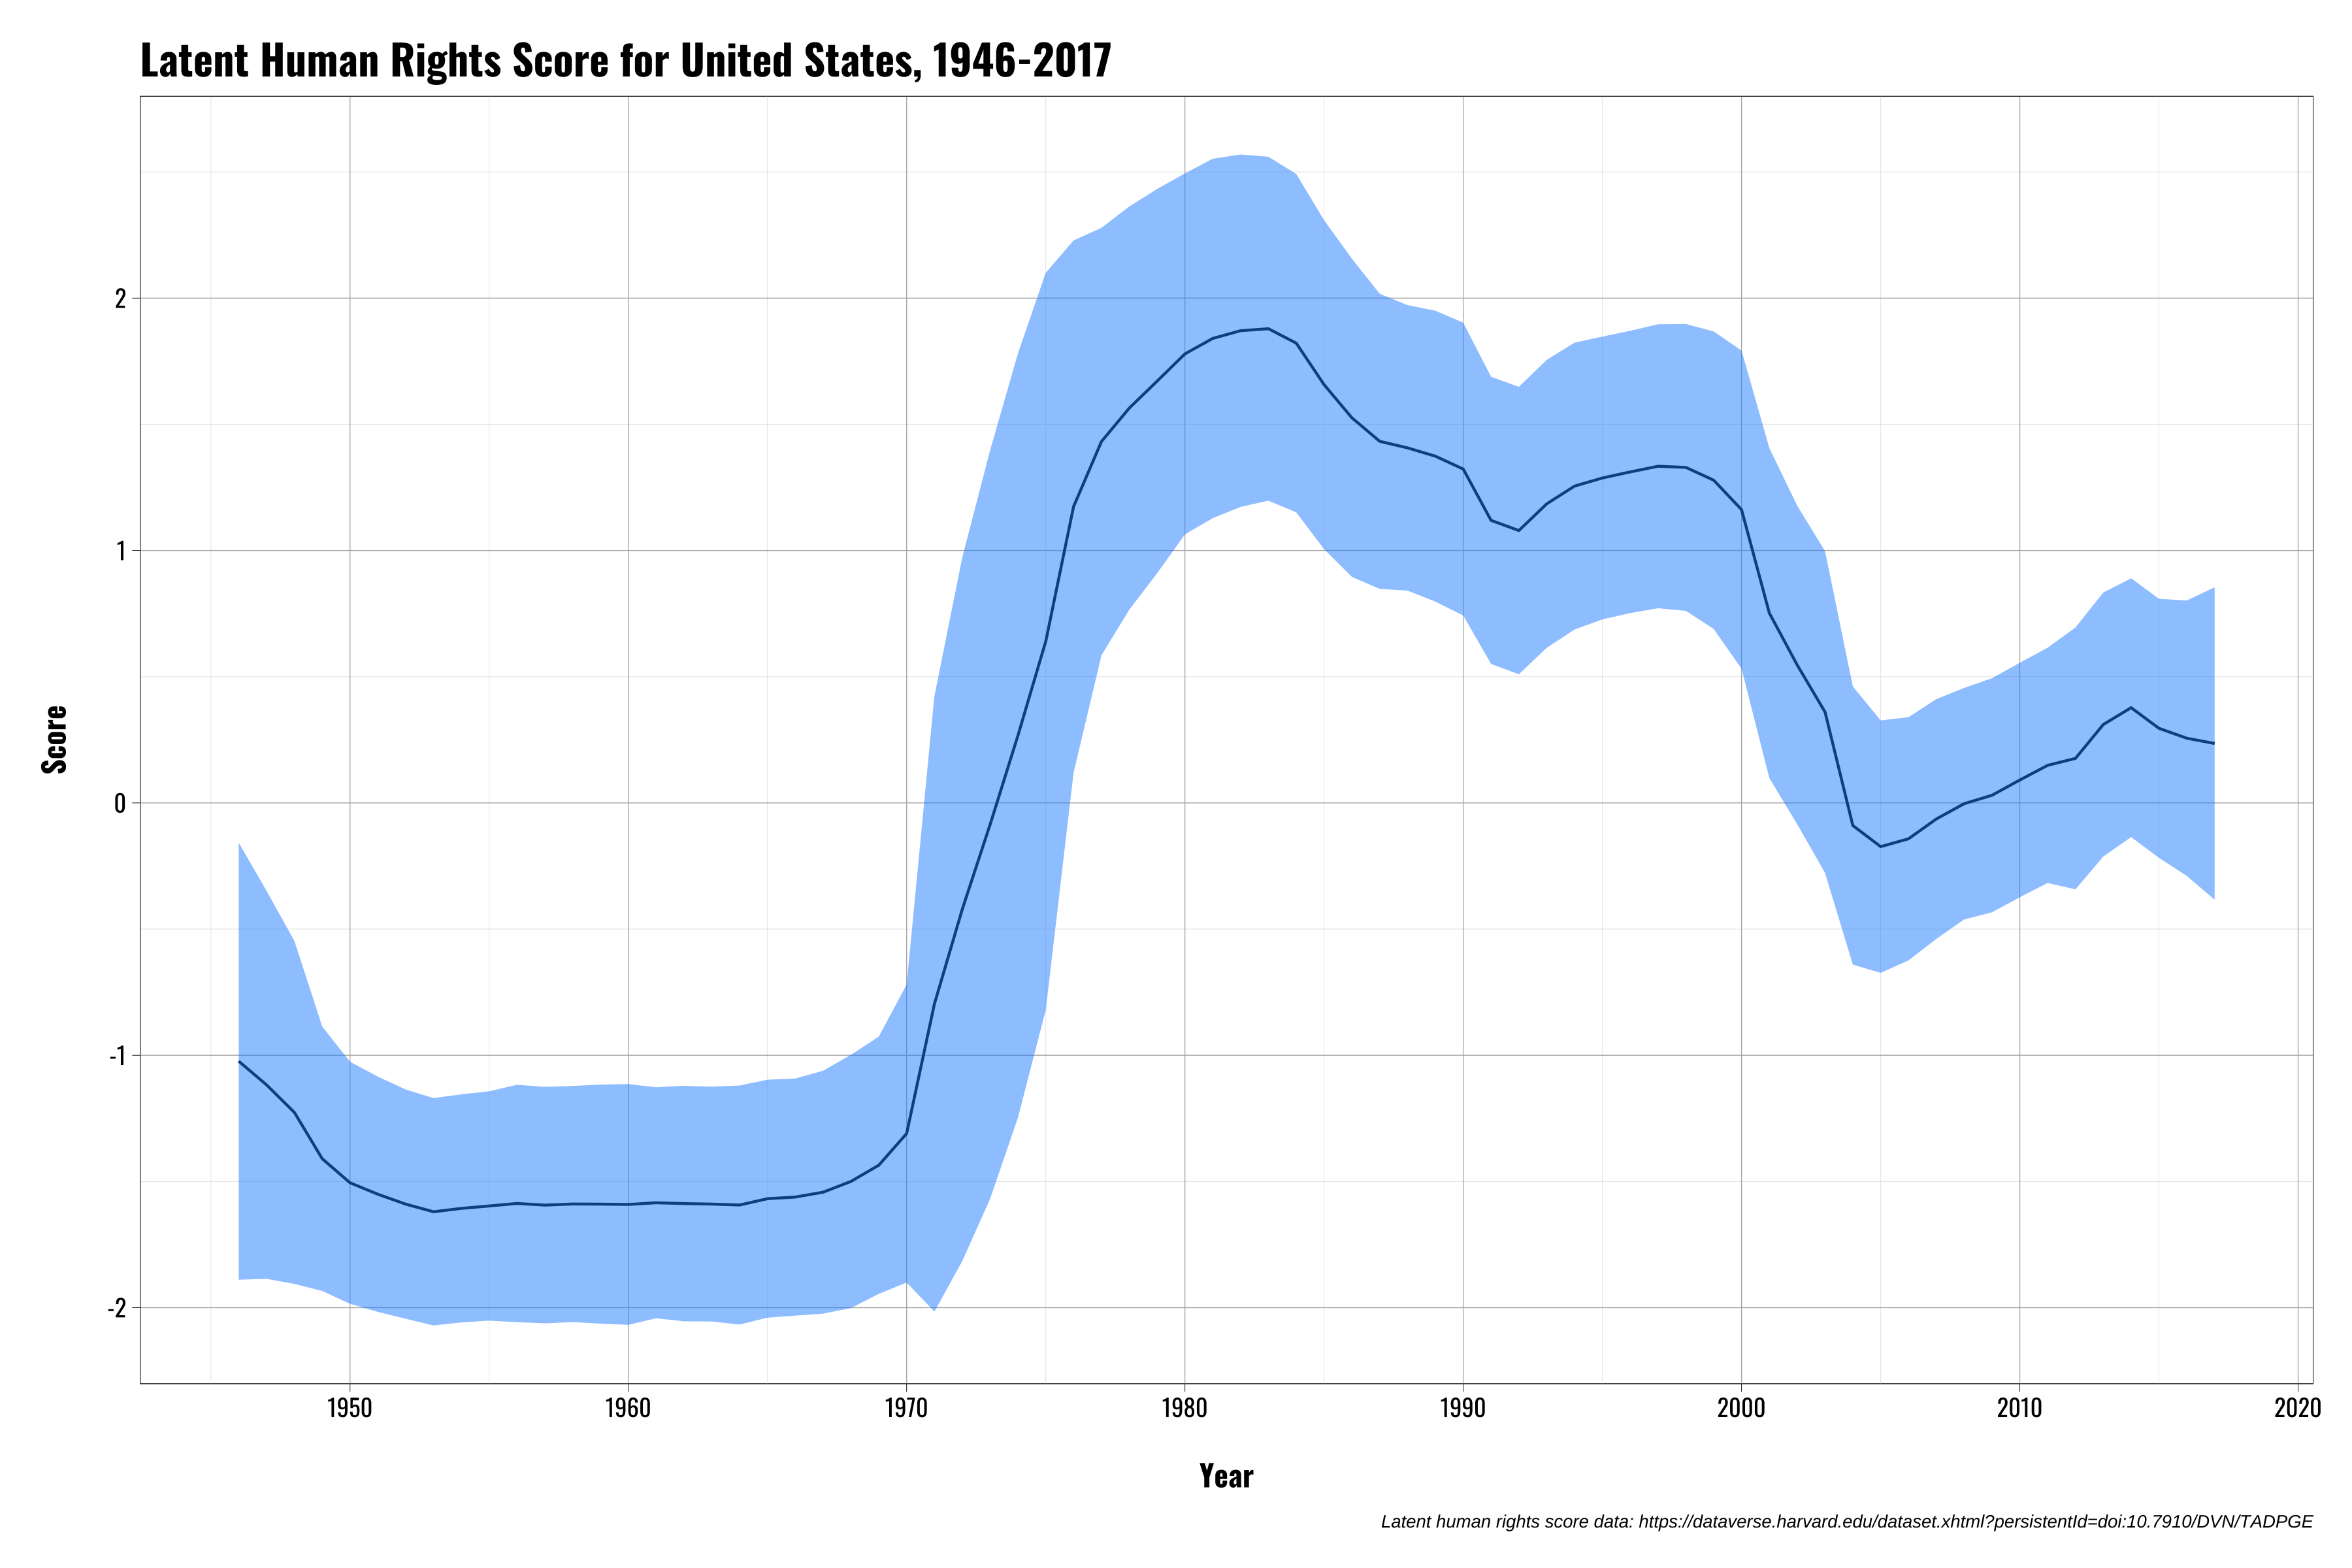 Latent Human Rights Score for United States, 1946-2017
Score
2
1
0
-1
-2
1950 1960 1970 1980 1990 2000 2010 2020
Year
Latent human rights score data: https://dataverse.harvard.edu/dataset.xhtml?persistentId=doi:10.7910/DVN/TADPGE